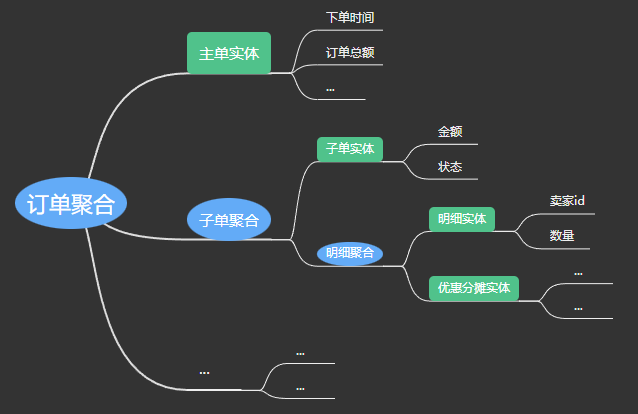 订单聚合
主单实体
下单时间
订单总额
...
子单聚合
子单实体
金额
状态
明细聚合
明细实体
卖家id
数量
优惠分摊实体
...
...
...
...
...